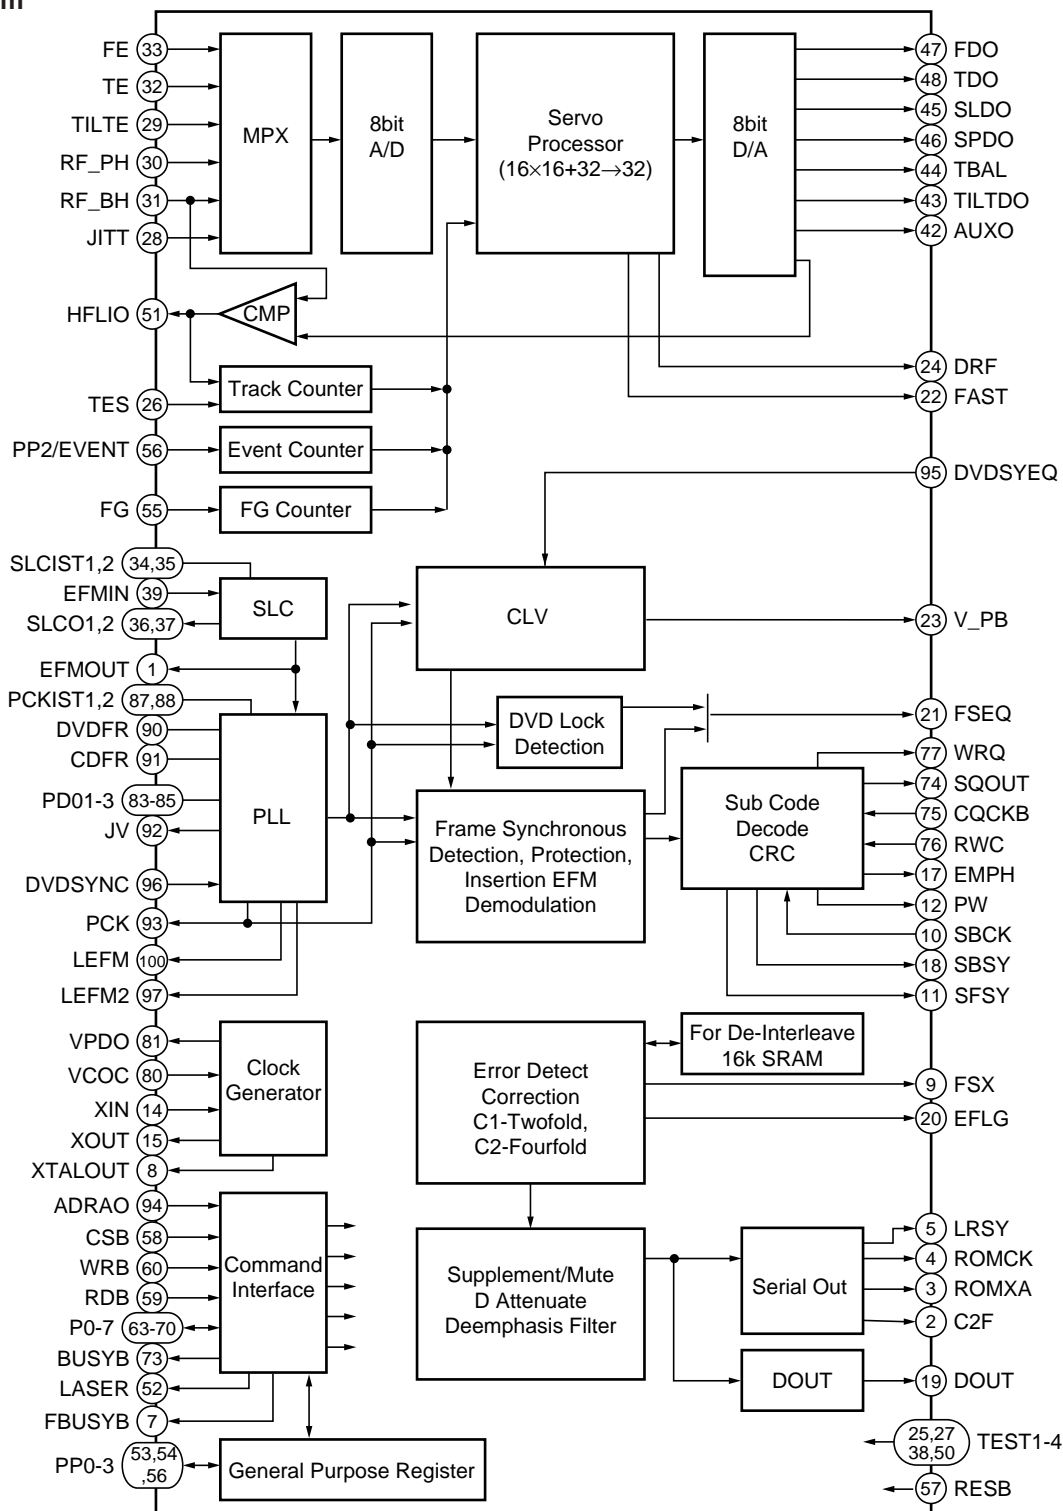 FE 33
TE 32
TILTE 29
RF_PH 30
RF_BH 31
JITT 28
HFLIO 51
TES 26
PP2/EVENT 56
FG 55
SLCIST1,2 34,35
EFMIN 39
SLCO1,2 36,37
EFMOUT 1
PCKIST1,2 87,88
DVDFR 90
CDFR 91
PD01-3 83-85
JV 92
DVDSYNC 96
PCK 93
LEFM 100
LEFM2 97
VPDO 81
VCOC 80
XIN 14
XOUT 15
XTALOUT 8
ADRAO 94
CSB 58
WRB 60
RDB 59
P0-7 63-70
BUSYB 73
LASER 52
FBUSYB 7
PP0-3 53,54
,56
MPX
8bit
A/D
Servo
Processor
(16×16+32→32)
8bit
D/A
CMP
Track Counter
Event Counter
FG Counter
SLC
CLV
DVD Lock
Detection
PLL
Frame Synchronous
Detection, Protection,
Insertion EFM
Demodulation
Sub Code
Decode
CRC
Clock
Generator
Error Detect
Correction
C1-Twofold,
C2-Fourfold
For De-Interleave
16k SRAM
Command
Interface
Supplement/Mute
D Attenuate
Deemphasis Filter
Serial Out
DOUT
General Purpose Register
47 FDO
48 TDO
45 SLDO
46 SPDO
44 TBAL
43 TILTDO
42 AUXO
24 DRF
22 FAST
95 DVDSYEQ
23 V_PB
21 FSEQ
77 WRQ
74 SQOUT
75 CQCKB
76 RWC
17 EMPH
12 PW
10 SBCK
18 SBSY
11 SFSY
9 FSX
20 EFLG
5 LRSY
4 ROMCK
3 ROMXA
2 C2F
19 DOUT
25,27
38,50 TEST1-4
57 RESB